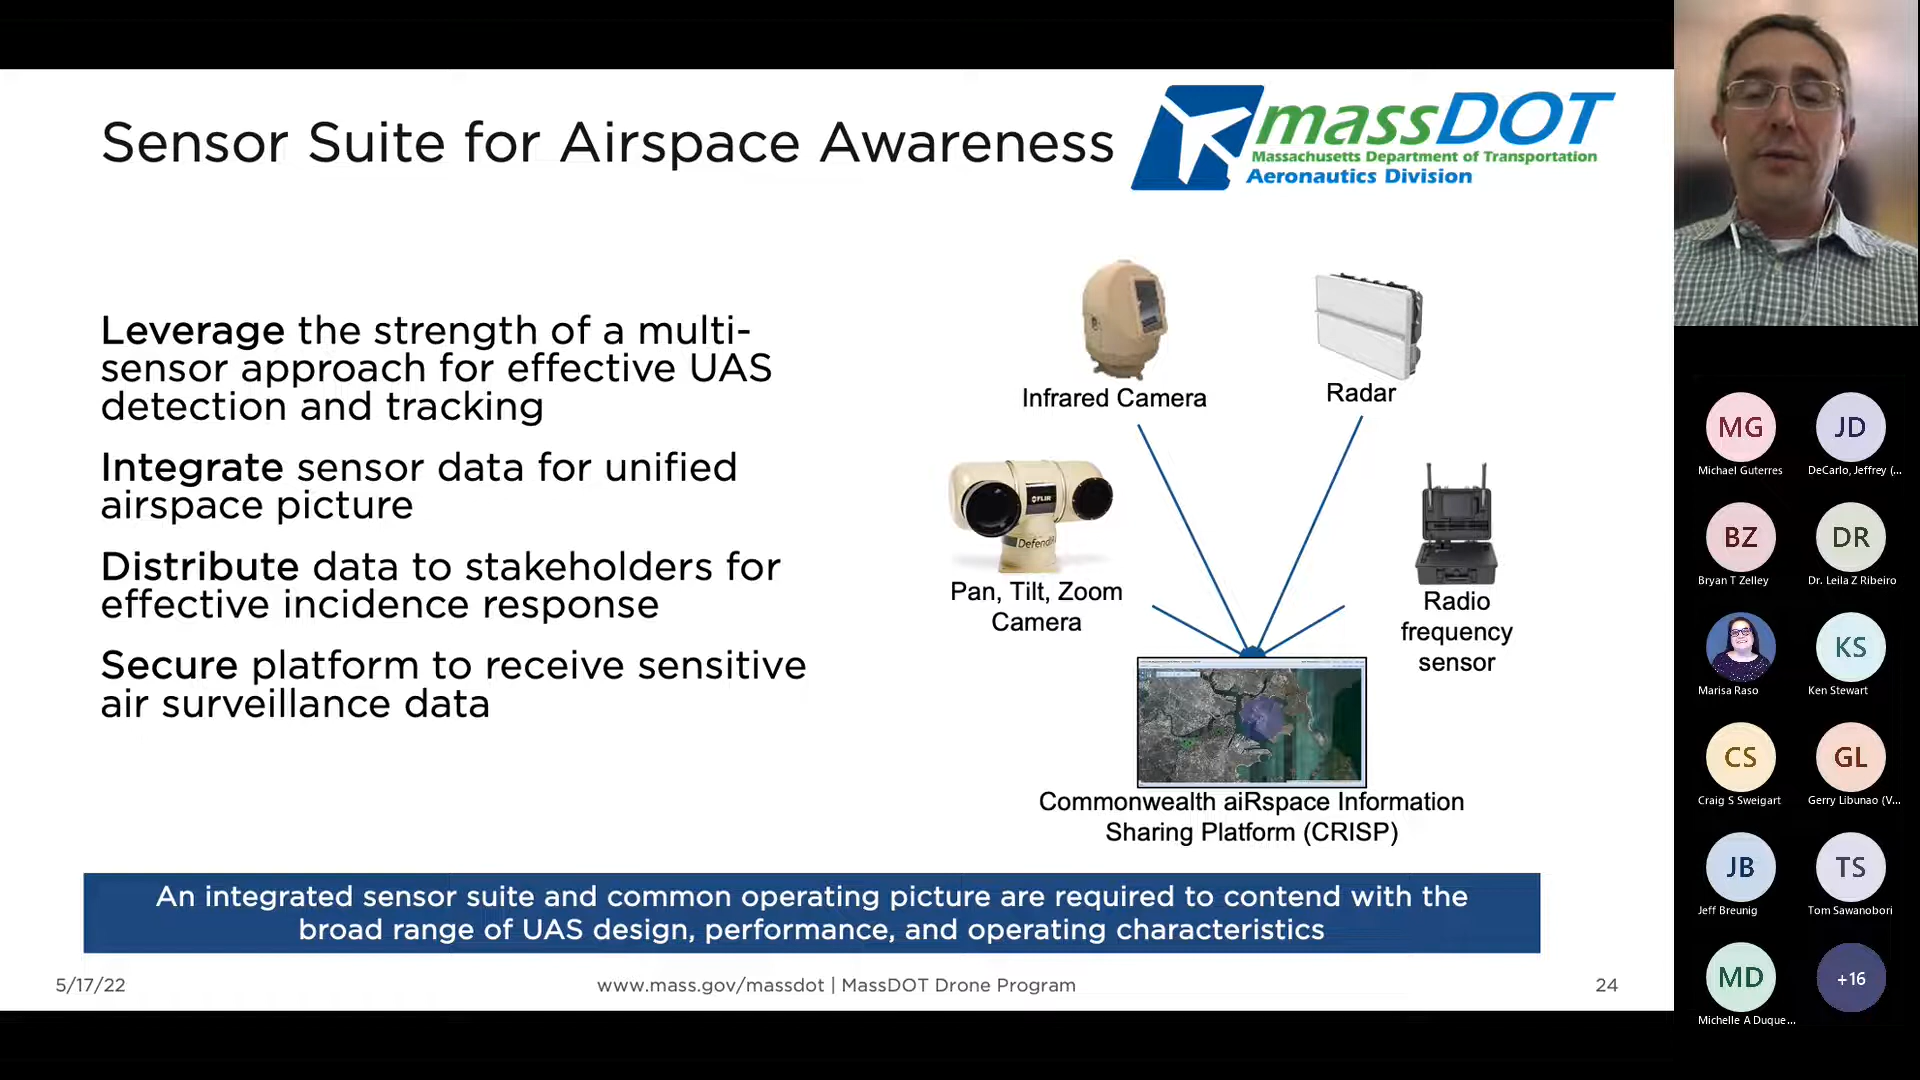 Sensor Suite for Airspace Awareness
massDOT
Massachusetts Department of Transportation
Aeronautics Division
Leverage the strength of a multi-
sensor approach for effective UAS
detection and tracking
Integrate sensor data for unified
airspace picture
Distribute data to stakeholders for
effective incidence response
Secure platform to receive sensitive
air surveillance data
Infrared Camera
Radar
FLIR
Pan, Tilt, Zoom
Camera
Radio
frequency
sensor
Commonwealth aiRspace Information
Sharing Platform (CRISP)
An integrated sensor suite and common operating picture are required to contend with the
broad range of UAS design, performance, and operating characteristics
5/17/22
www.mass.gov/massdot | MassDOT Drone Program
24
MG
Michael Guterres
JD
DeCarlo, Jeffrey (...
BZ
Bryan T Zelley
DR
Dr. Leila Z Ribeiro
Marisa Raso
KS
Ken Stewart
CS
Craig S Sweigart
GL
Gerry Libunao (V...
JB
Jeff Breunig
TS
Tom Sawanobori
MD
Michelle A Duque...
+16